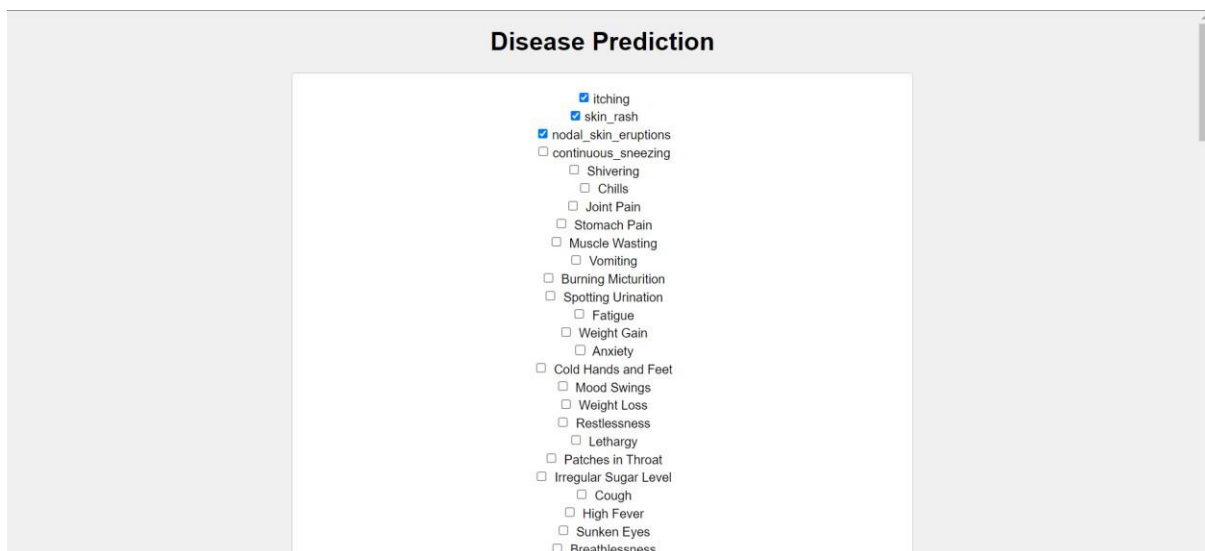 Disease Prediction
itching
skin_rash
nodal_skin_eruptions
continuous_sneezing
Shivering
Chills
Joint Pain
Stomach Pain
Muscle Wasting
Vomiting
Burning Micturition
Spotting Urination
Fatigue
Weight Gain
Anxiety
Cold Hands and Feet
Mood Swings
Weight Loss
Restlessness
Lethargy
Patches in Throat
Irregular Sugar Level
Cough
High Fever
Sunken Eyes
Breathlessness